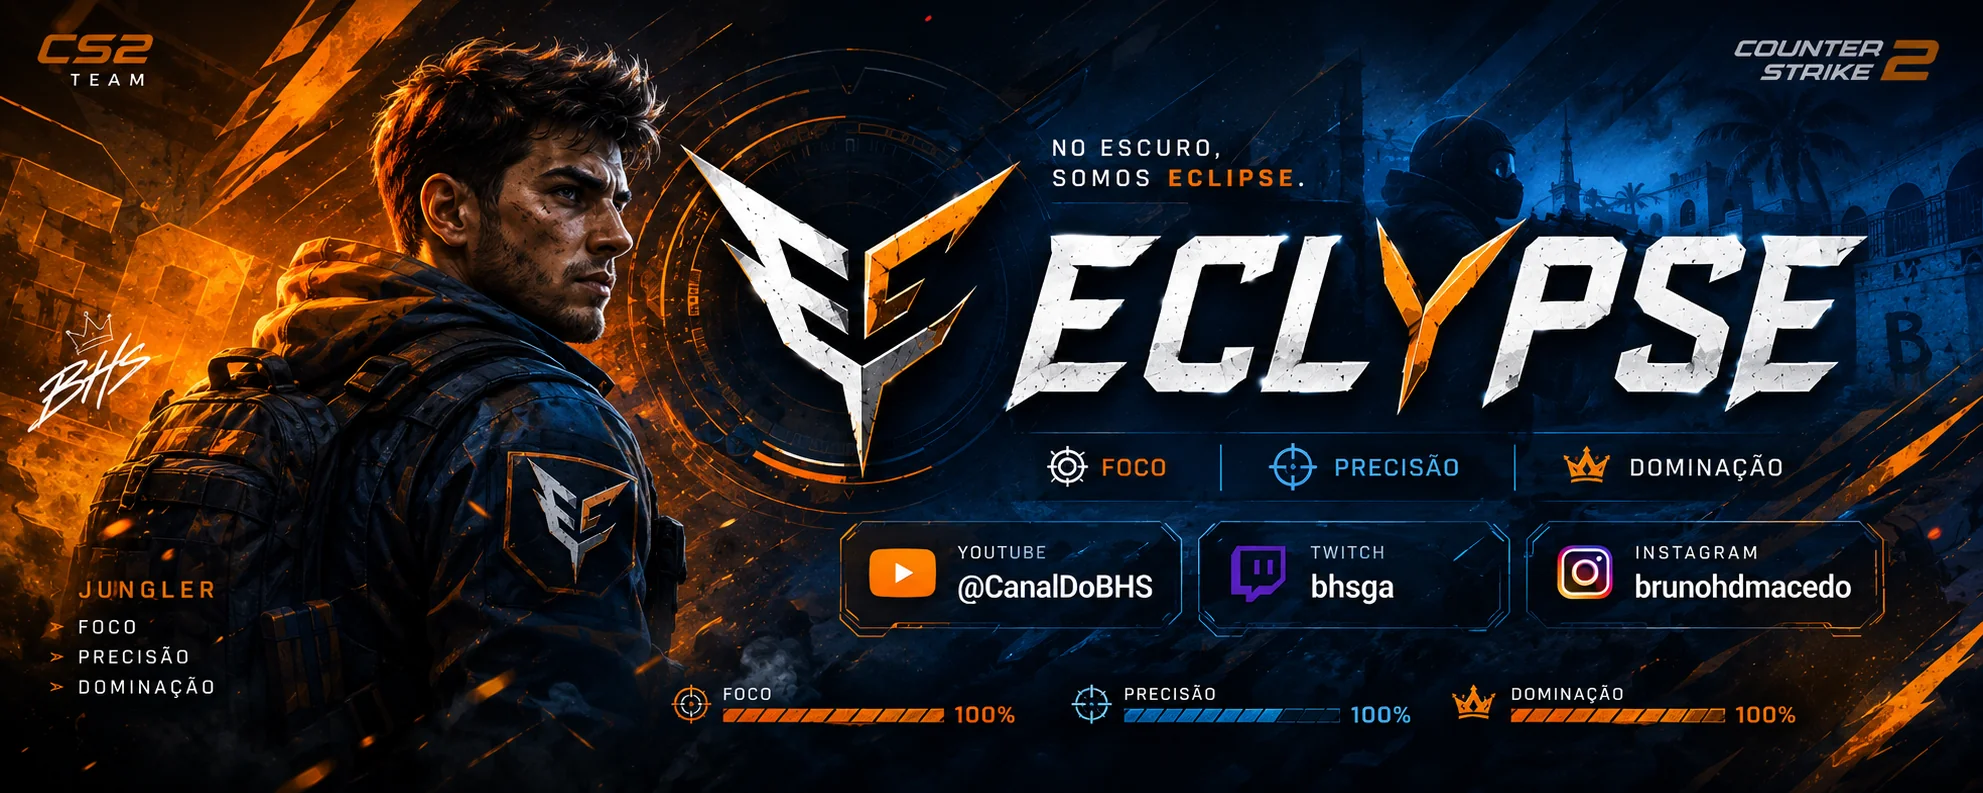 CS2
TEAM
COUNTER
STRIKE 2
NO ESCURO,
SOMOS ECLIPSE.
ECLYPSE
B
BHS
FOCO
PRECISÃO
DOMINAÇÃO
YOUTUBE
@CanalDoBHS
TWITCH
bhsga
INSTAGRAM
brunohdmacedo
JUNGLER
FOCO
PRECISÃO
DOMINAÇÃO
FOCO
100%
PRECISÃO
100%
DOMINAÇÃO
100%